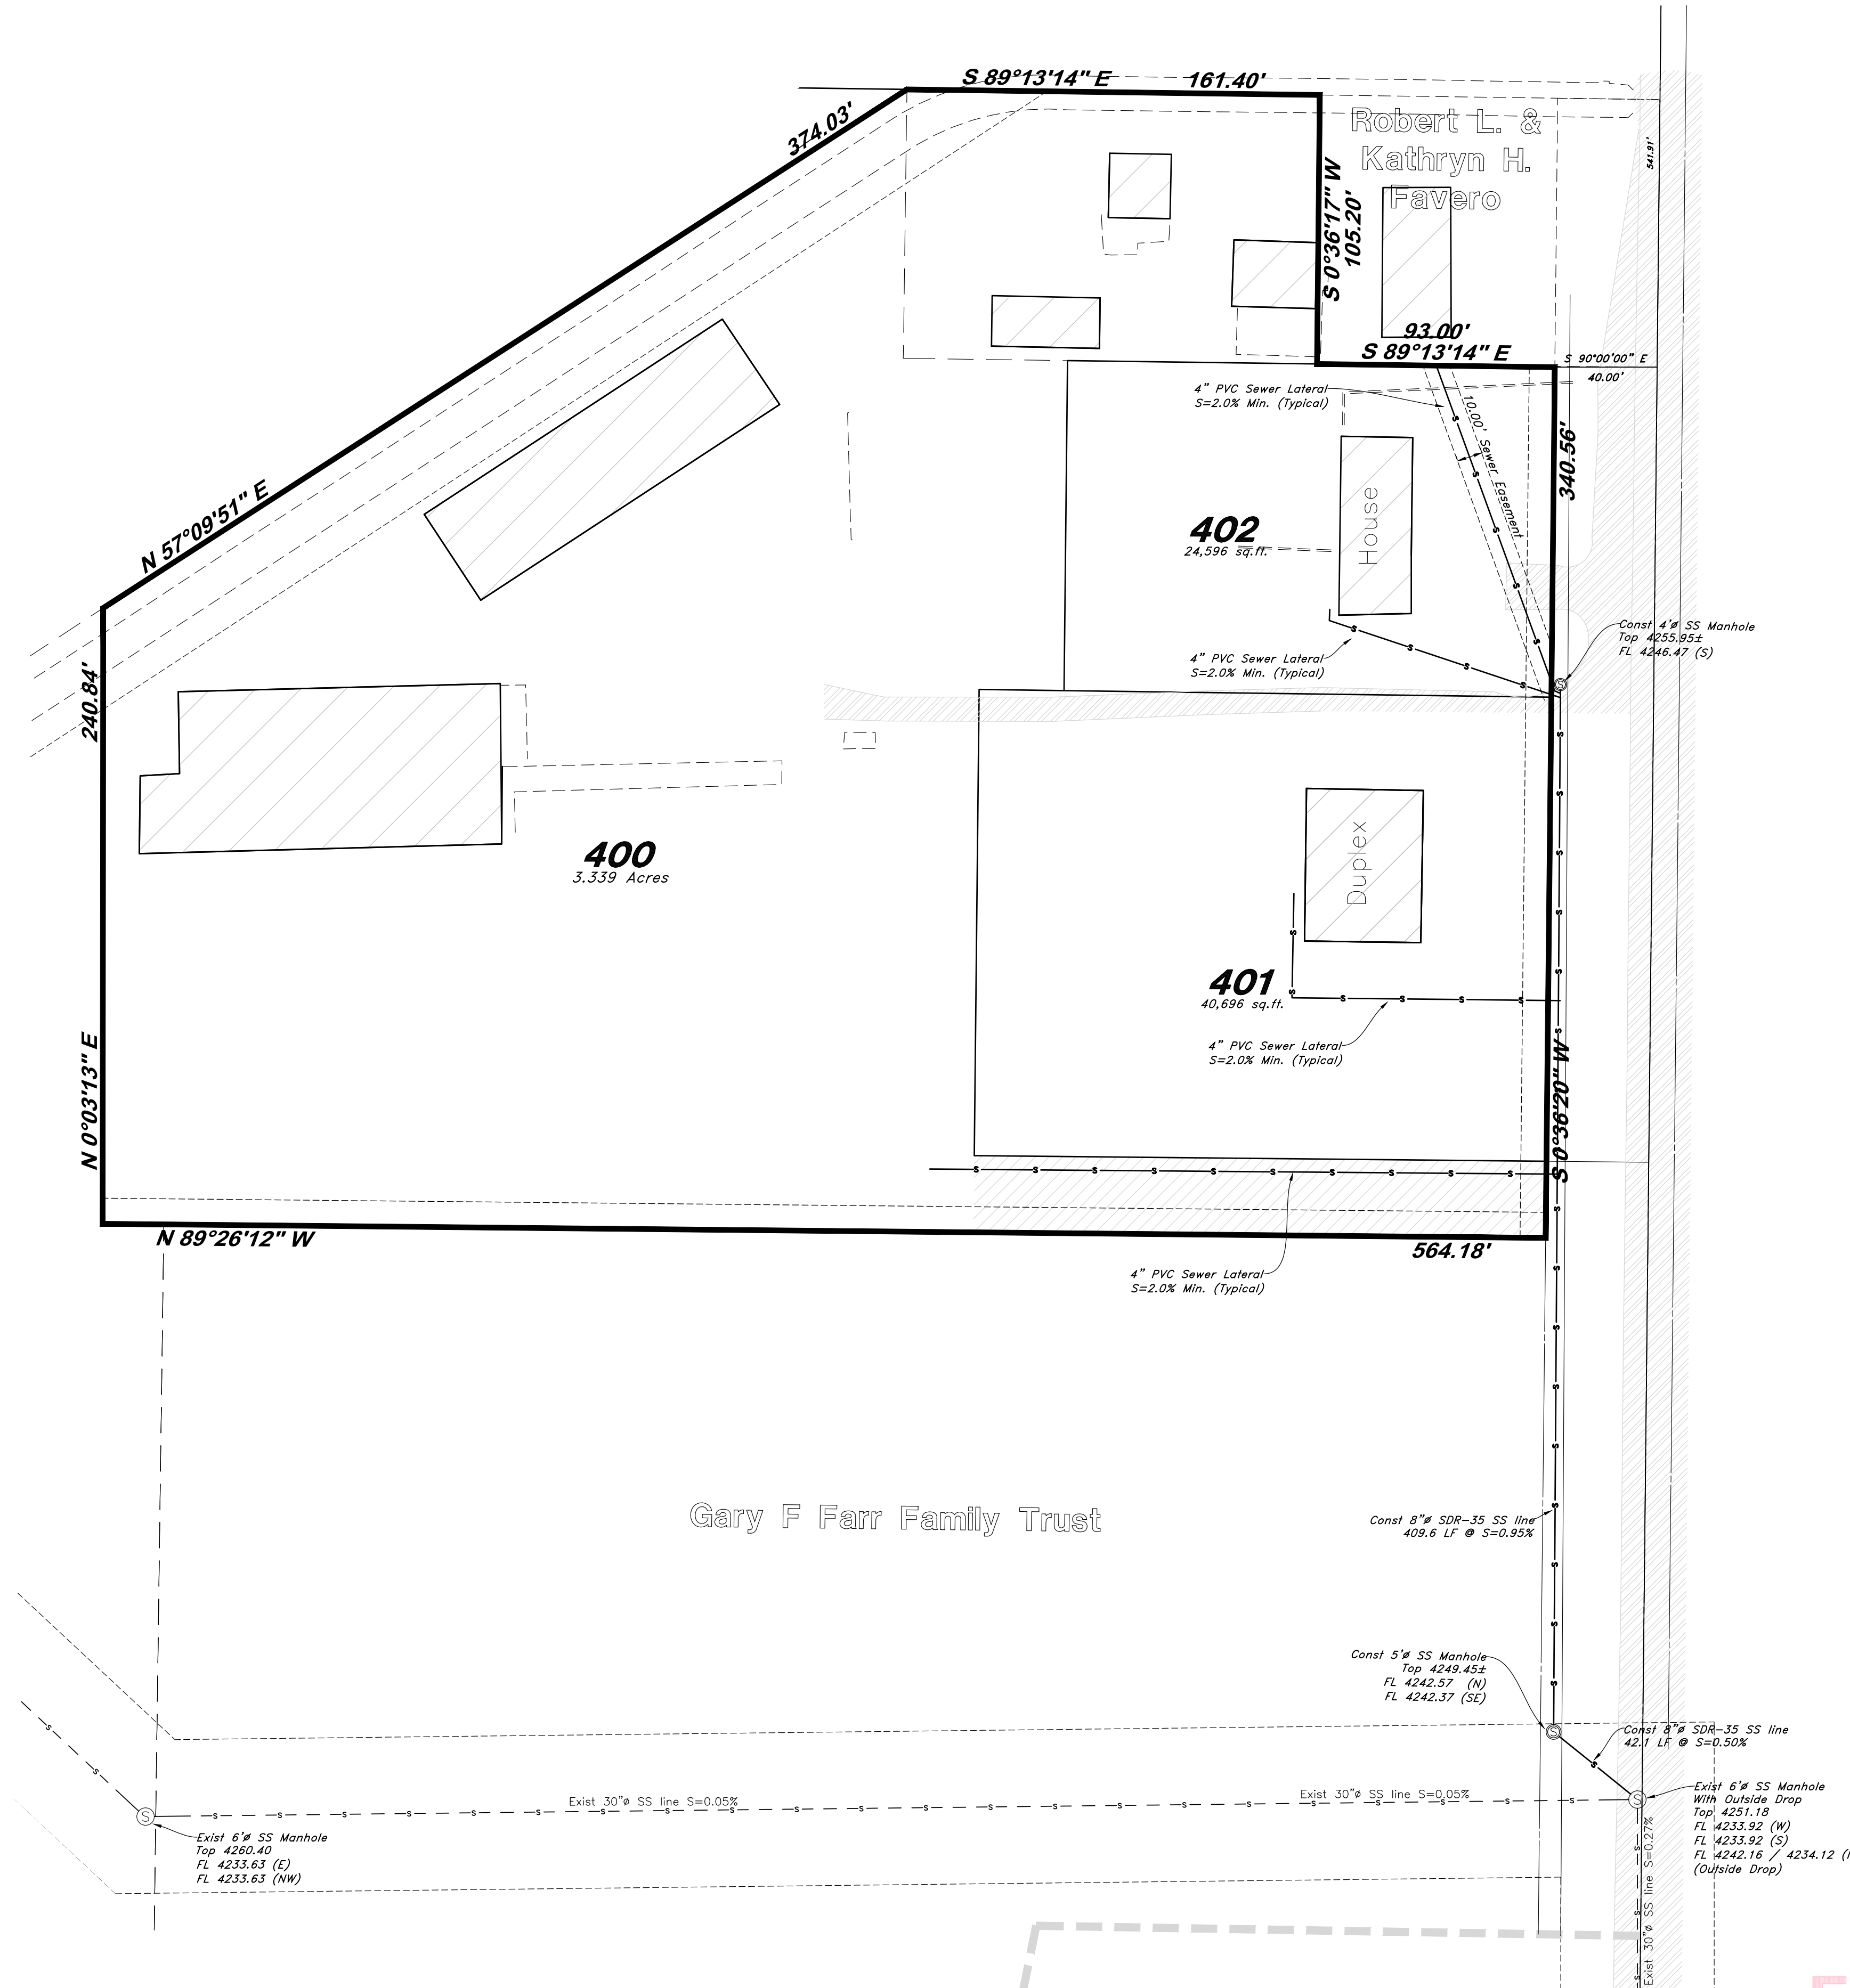 S 89°13'14" E 161.40'
374.03'
Robert L. &
Kathryn H.
Favero
541.91'
S 0°36'17" W
105.20'
93.00'
S 89°13'14" E
S 90°00'00" E
40.00'
4" PVC Sewer Lateral
S=2.0% Min. (Typical)
10.00' Sewer Easement
340.56'
N 57°09'51" E
House
402
24,596 sq.ft.
Const 4'ø SS Manhole
Top 4255.95±
FL 4246.47 (S)
4" PVC Sewer Lateral
S=2.0% Min. (Typical)
240.84'
400
3.339 Acres
Duplex
401
40,696 sq.ft.
4" PVC Sewer Lateral
S=2.0% Min. (Typical)
N 0°03'13" E
S 0°36'20" W
N 89°26'12" W
564.18'
4" PVC Sewer Lateral
S=2.0% Min. (Typical)
Gary F Farr Family Trust
Const 8"ø SDR-35 SS line
409.6 LF @ S=0.95%
Const 5'ø SS Manhole
Top 4249.45±
FL 4242.57 (N)
FL 4242.37 (SE)
Const 8"ø SDR-35 SS line
42.1 LF @ S=0.50%
Exist 30"ø SS line S=0.05%
Exist 30"ø SS line S=0.05%
Exist 6'ø SS Manhole
With Outside Drop
Top 4251.18
FL 4233.92 (W)
FL 4233.92 (S)
FL 4242.16 / 4234.12
(Outside Drop)
Exist 6'ø SS Manhole
Top 4260.40
FL 4233.63 (E)
FL 4233.63 (NW)
Exist 30"ø SS line S=0.27%